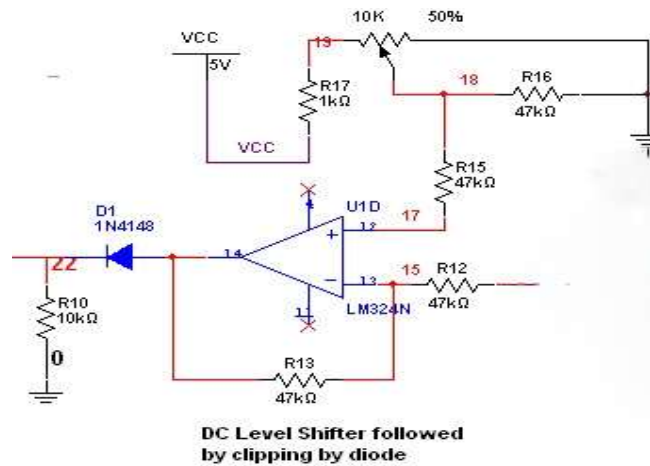 10K 50%
VCC
5V
19
R17
1kΩ
18
R16
47kΩ
VCC
R15
47kΩ
D1
1N4148
4
U1D
17
12
14
22
15
13
R12
47kΩ
R10
10kΩ
11
LM324N
0
R13
47kΩ
DC Level Shifter followed
by clipping by diode